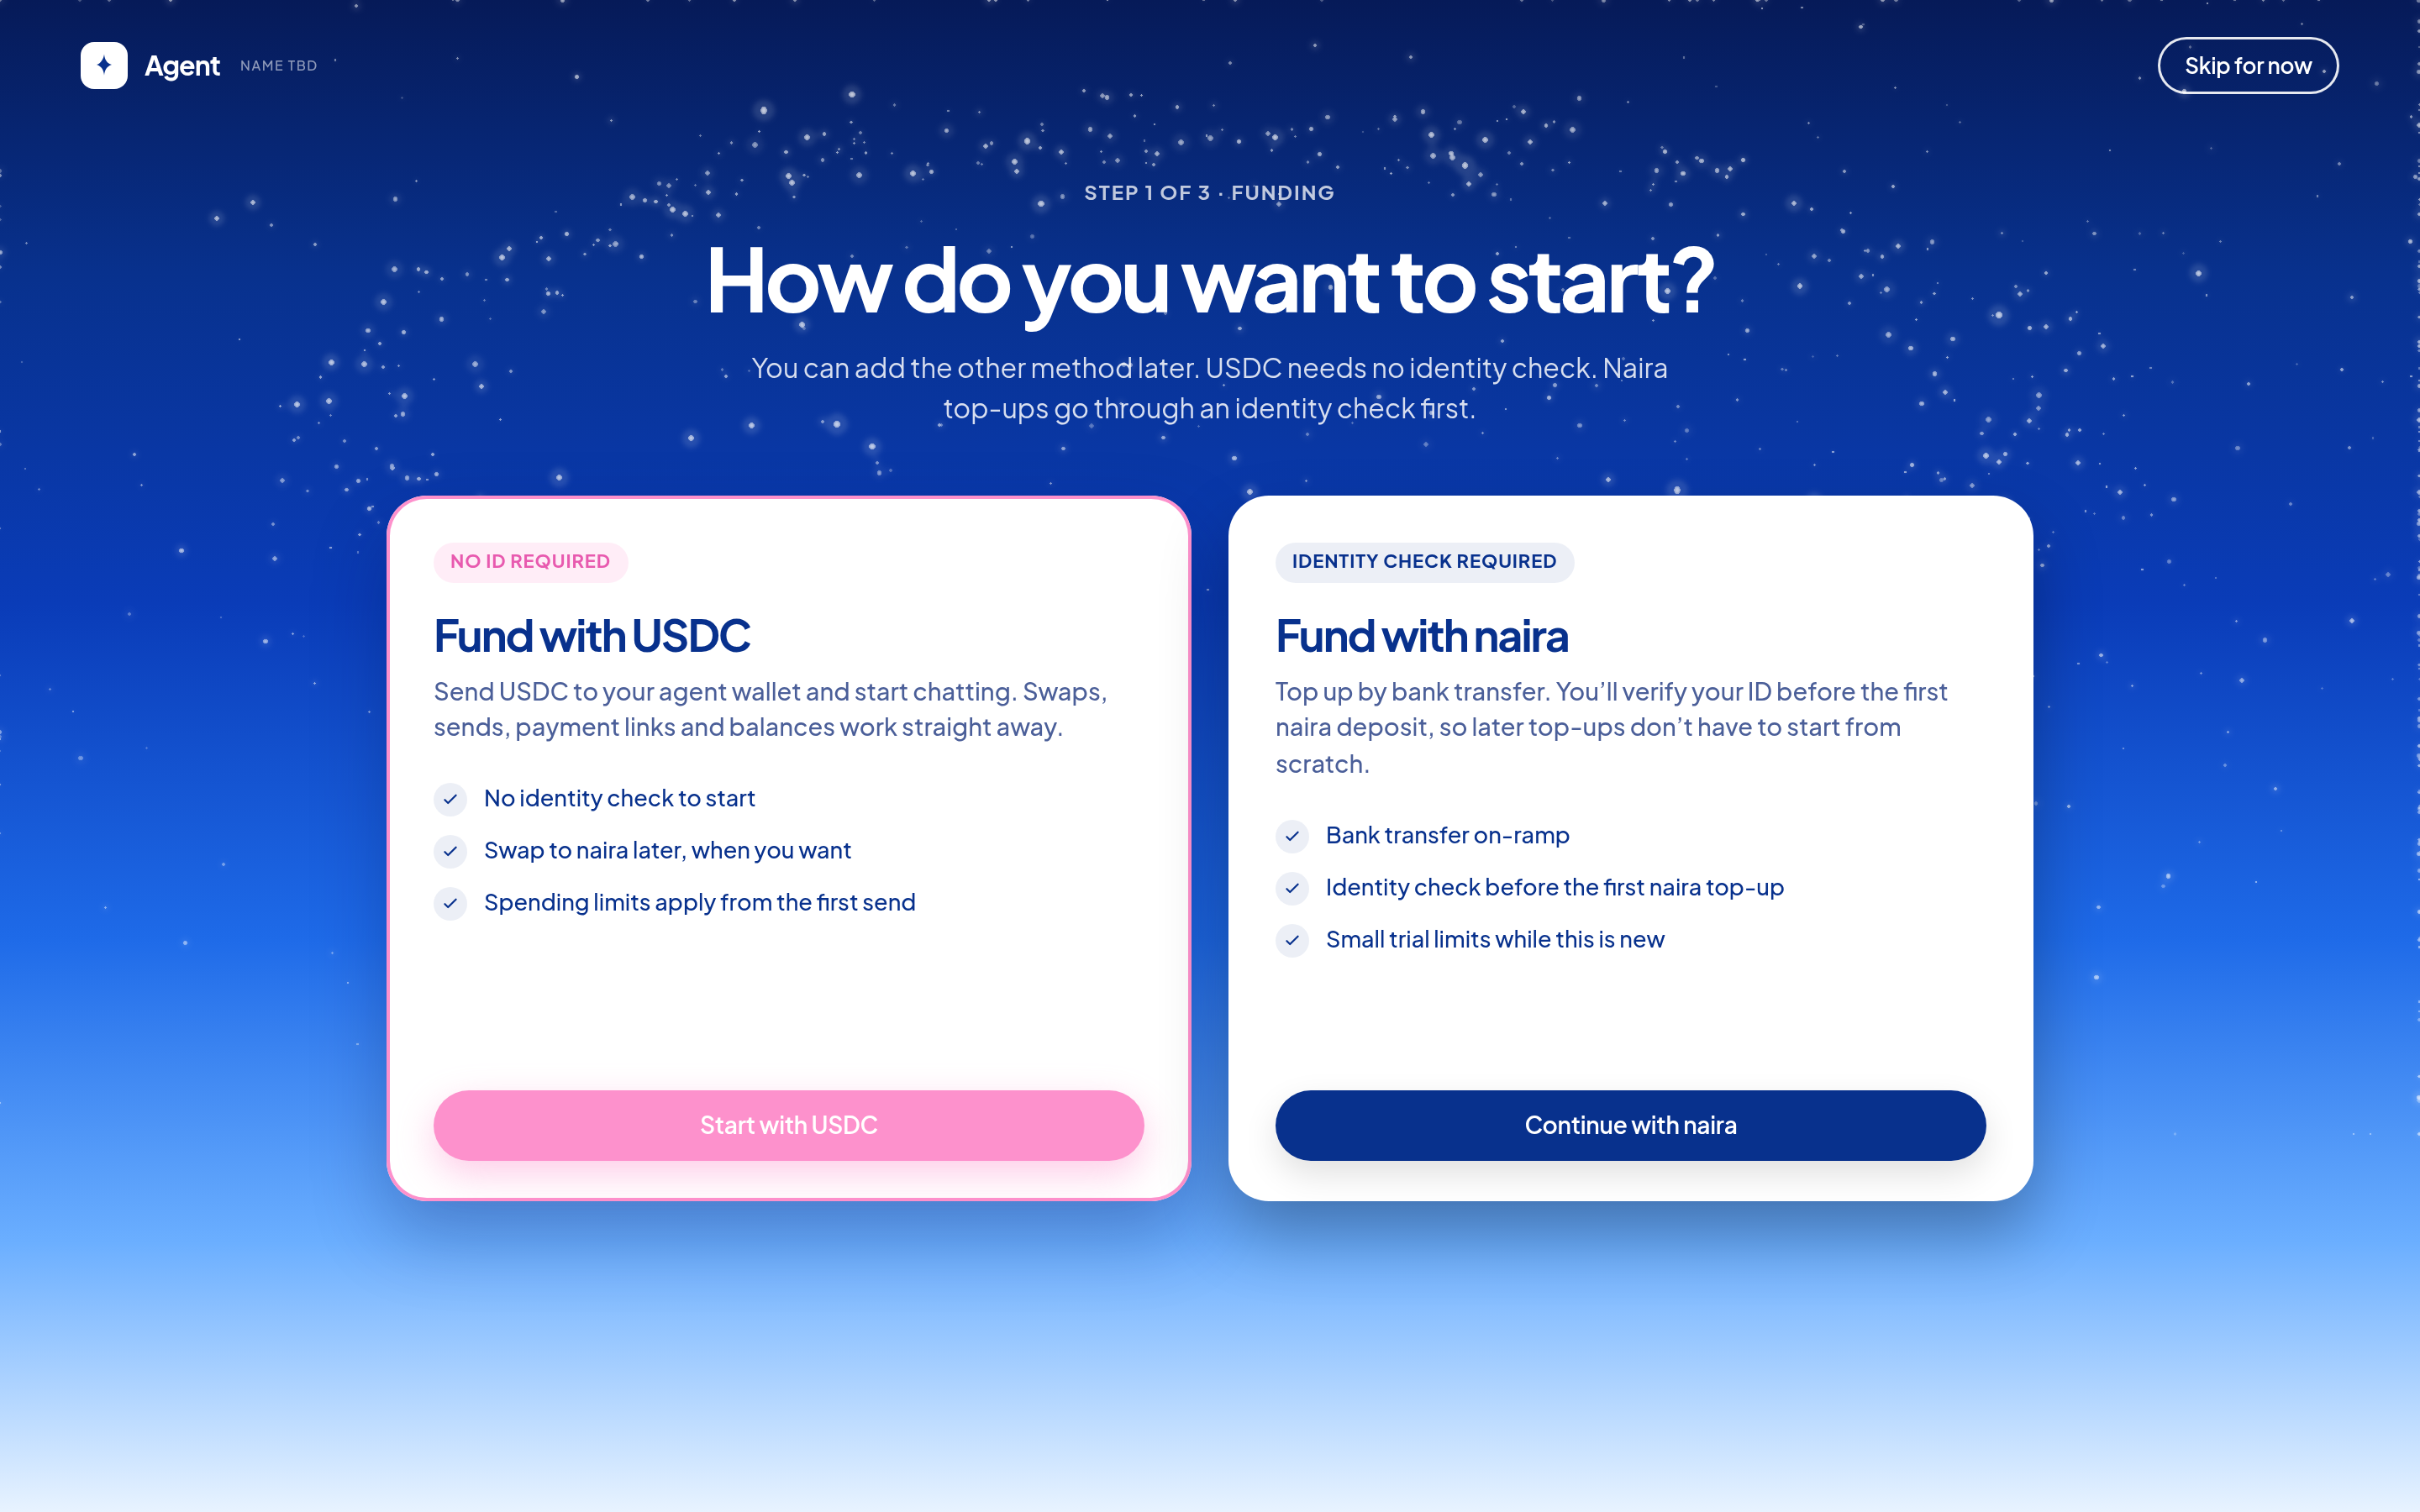 Agent NAME TBD
Skip for now
STEP 1 OF 3 · FUNDING
How do you want to start?
You can add the other method later. USDC needs no identity check. Naira
top-ups go through an identity check first.
NO ID REQUIRED
Fund with USDC
Send USDC to your agent wallet and start chatting. Swaps,
sends, payment links and balances work straight away.
No identity check to start
Swap to naira later, when you want
Spending limits apply from the first send
Start with USDC
IDENTITY CHECK REQUIRED
Fund with naira
Top up by bank transfer. You’ll verify your ID before the first
naira deposit, so later top-ups don’t have to start from
scratch.
Bank transfer on-ramp
Identity check before the first naira top-up
Small trial limits while this is new
Continue with naira